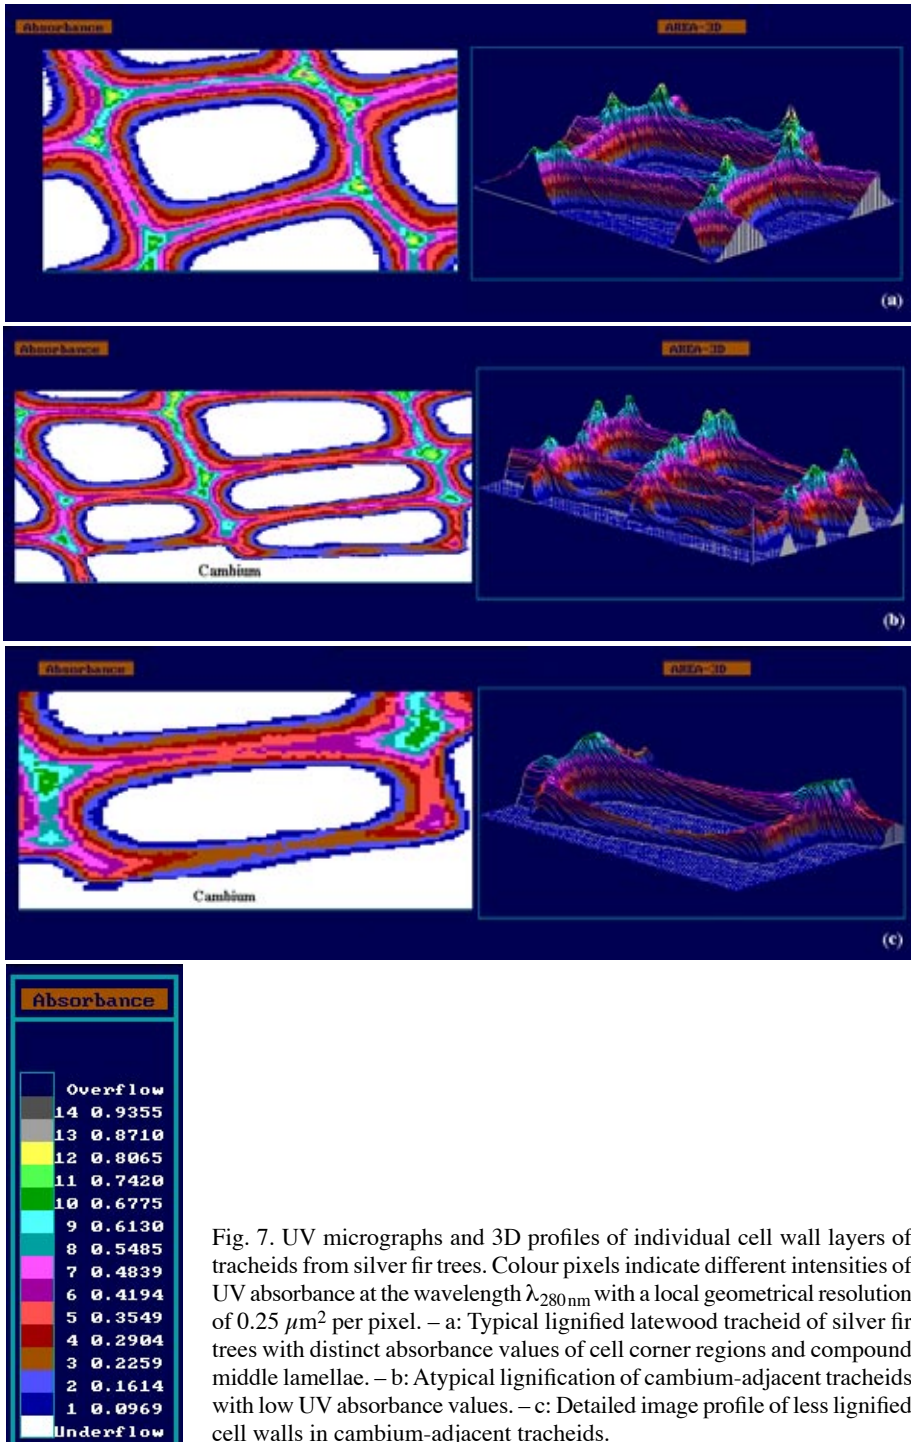 Absorbance
AREA-3D
(a)
Absorbance
AREA-3D
Cambium
(b)
Absorbance
AREA-3D
Cambium
(c)
Absorbance
Overflow
14 0.9355
13 0.8710
12 0.8065
11 0.7420
10 0.6775
9 0.6130
8 0.5485
7 0.4839
6 0.4194
5 0.3549
4 0.2904
3 0.2259
2 0.1614
1 0.0969
Underflow
Fig. 7. UV micrographs and 3D profiles of individual cell wall layers of
tracheids from silver fir trees. Colour pixels indicate different intensities of
UV absorbance at the wavelength λ280 nm with a local geometrical resolution
of 0.25 µm² per pixel. – a: Typical lignified latewood tracheid of silver fir
trees with distinct absorbance values of cell corner regions and compound
middle lamellae. – b: Atypical lignification of cambium-adjacent tracheids
with low UV absorbance values. – c: Detailed image profile of less lignified
cell walls in cambium-adjacent tracheids.